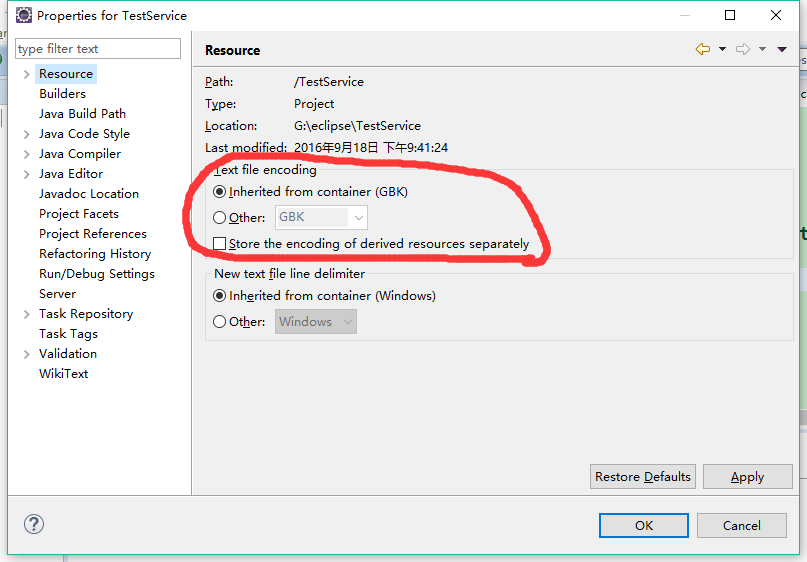 Properties for TestService
type filter text
Resource
Resource
Builders
Java Build Path
Java Code Style
Java Compiler
Java Editor
Javadoc Location
Project Facets
Project References
Refactoring History
Run/Debug Settings
Server
Task Repository
Task Tags
Validation
WikiText
Path: /TestService
Type: Project
Location: G:\eclipse\TestService
Last modified: 2016年9月18日 下午9:41:24
Text file encoding
Inherited from container (GBK)
Other: GBK
Store the encoding of derived resources separately
New text file line delimiter
Inherited from container (Windows)
Other: Windows
Restore Defaults Apply
OK Cancel